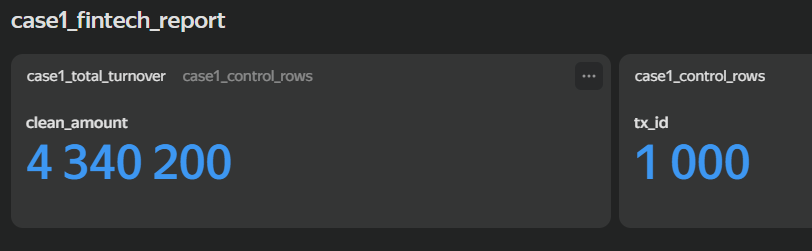 case1_fintech_report
case1_total_turnover case1_control_rows
clean_amount
4 340 200
case1_control_rows
tx_id
1 000